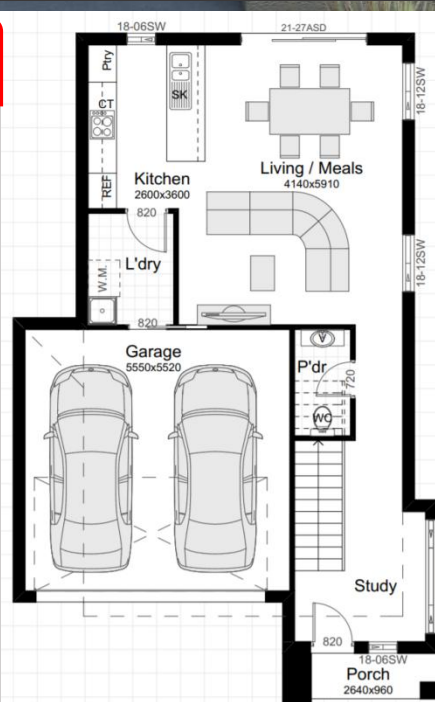 18-06SW
21-27ASD
Ptry
SK
CT
18-12SW
Living / Meals
4140x5910
Kitchen
2600x3600
REF
820
L'dry
18-12SW
W.M.
820
Garage
5550x5520
P'dr
720
WC
Study
820
18-06SW
Porch
2640x960